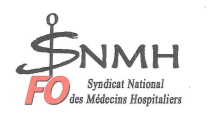 SNMH
FO Syndicat National
des Médecins Hospitaliers